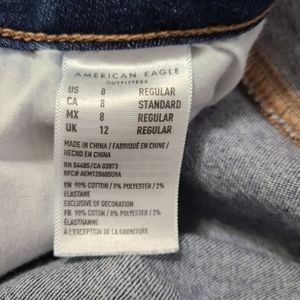 AMERICAN EAGLE
OUTFITTERS
US 8 REGULAR
CA 8 STANDARD
MX 8 REGULAR
UK 12 REGULAR
MADE IN CHINA / FABRIQUÉ EN CHINE /
HECHO EN CHINA
RN 54485/CA 03873
RFC# AEM12060509A
EN: 90% COTTON / 8% POLYESTER / 2%
ELASTANE
EXCLUSIVE OF DECORATION
FR: 90% COTON / 8% POLYESTER / 2%
ÉLASTHANNE
À L'EXCEPTION DE LA GARNITURE